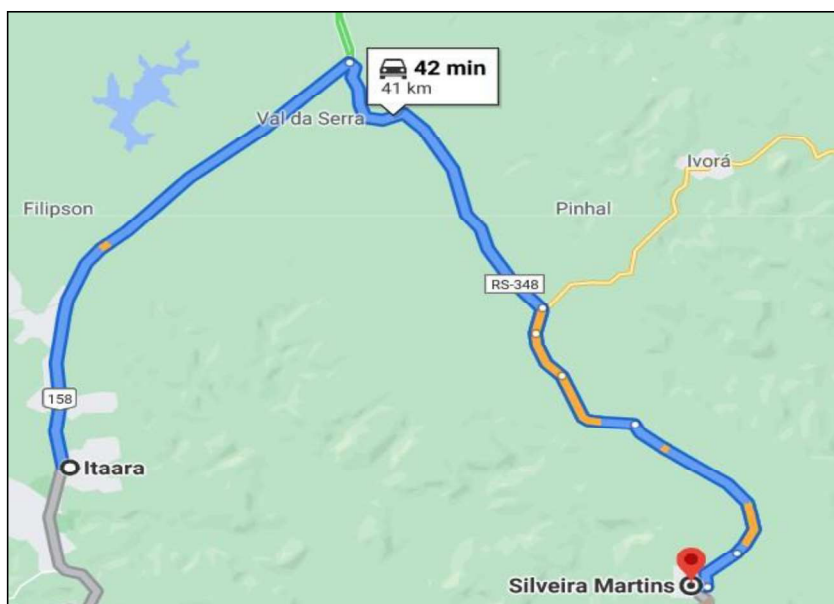 42 min
41 km
Val da Serra
Ivorá
Filipson
Pinhal
RS-348
158
Itaara
Silveira Martins